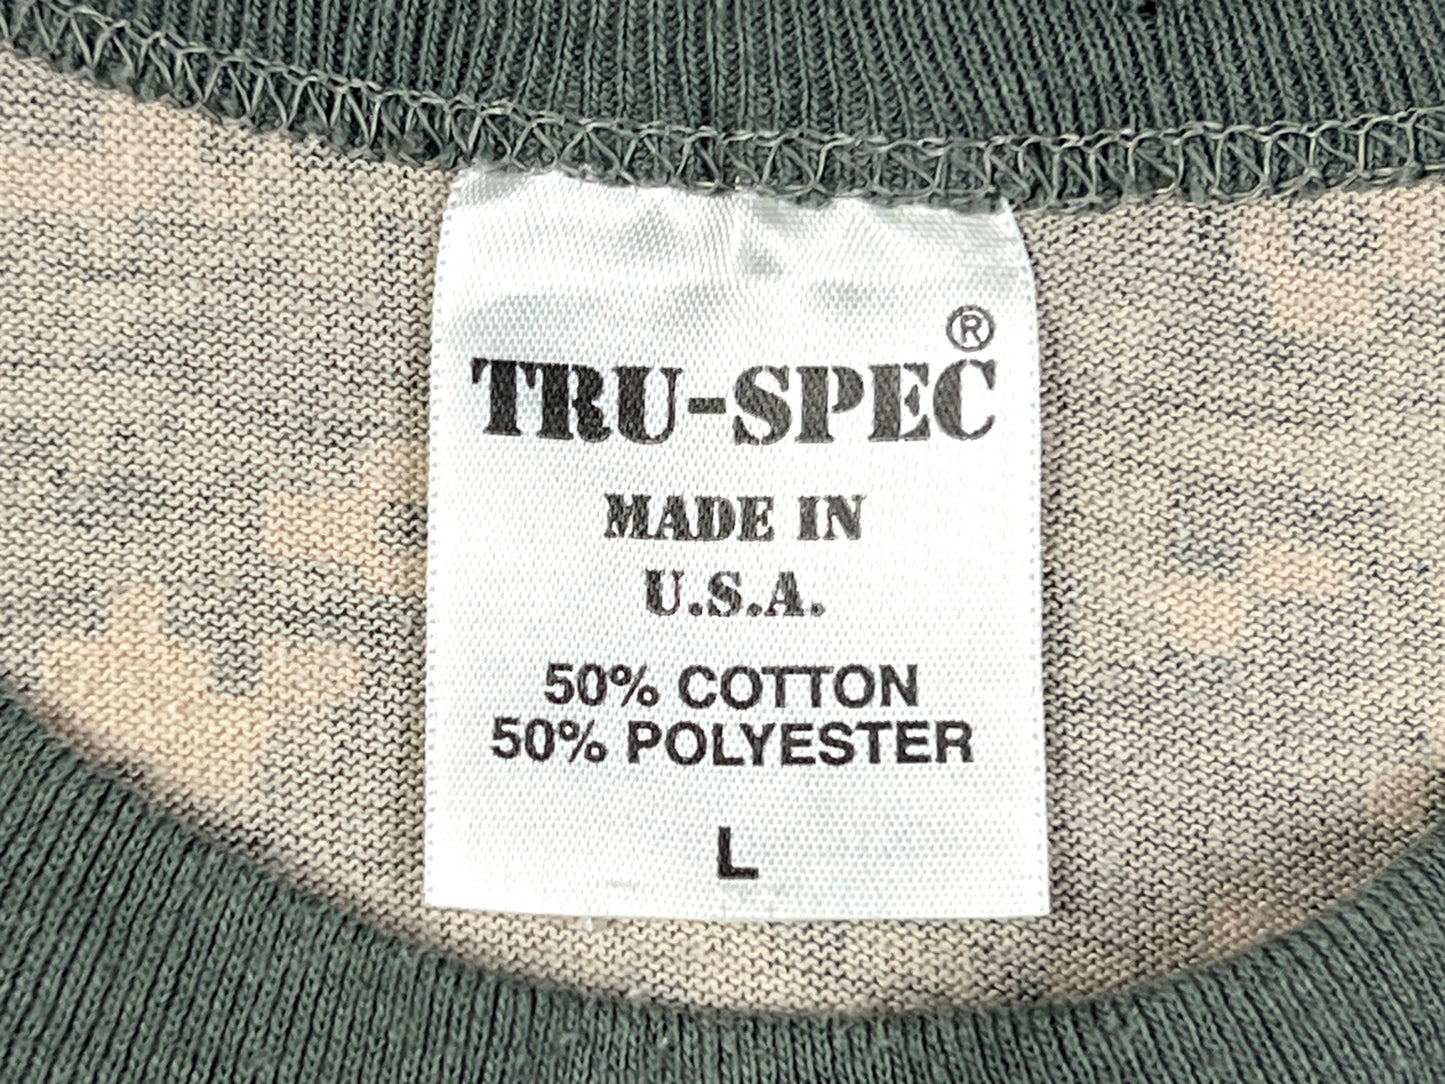 TRU-SPEC®
MADE IN
U.S.A.
50% COTTON
50% POLYESTER
L